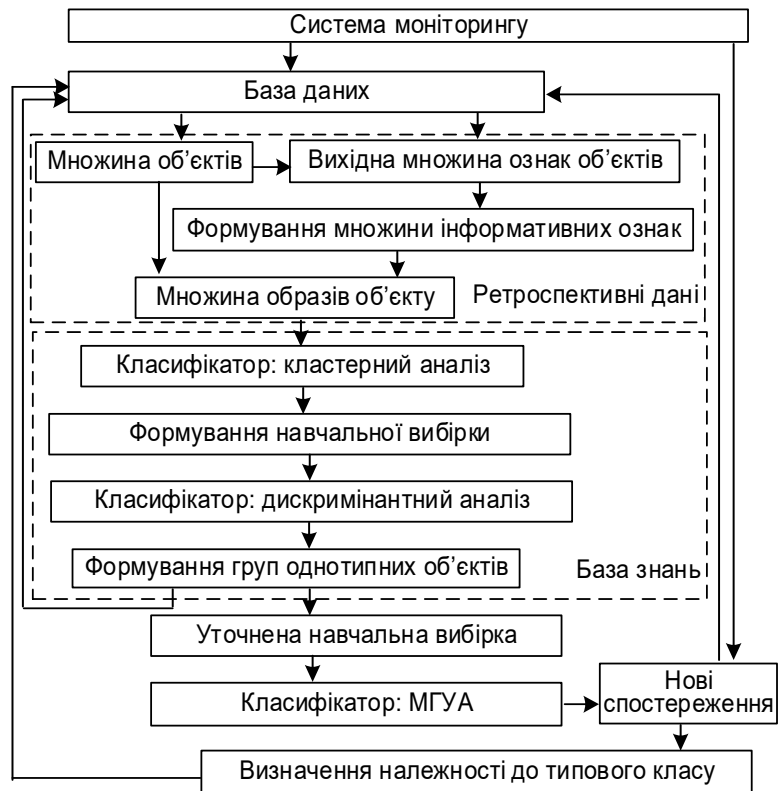 Система моніторингу
База даних
Множина об’єктів
Вихідна множина ознак об’єктів
Формування множини інформативних ознак
Множина образів об’єкту
Ретроспективні дані
Класифікатор: кластерний аналіз
Формування навчальної вибірки
Класифікатор: дискримінантний аналіз
Формування груп однотипних об’єктів
База знань
Уточнена навчальна вибірка
Класифікатор: МГУА
Нові
спостереження
Визначення належності до типового класу